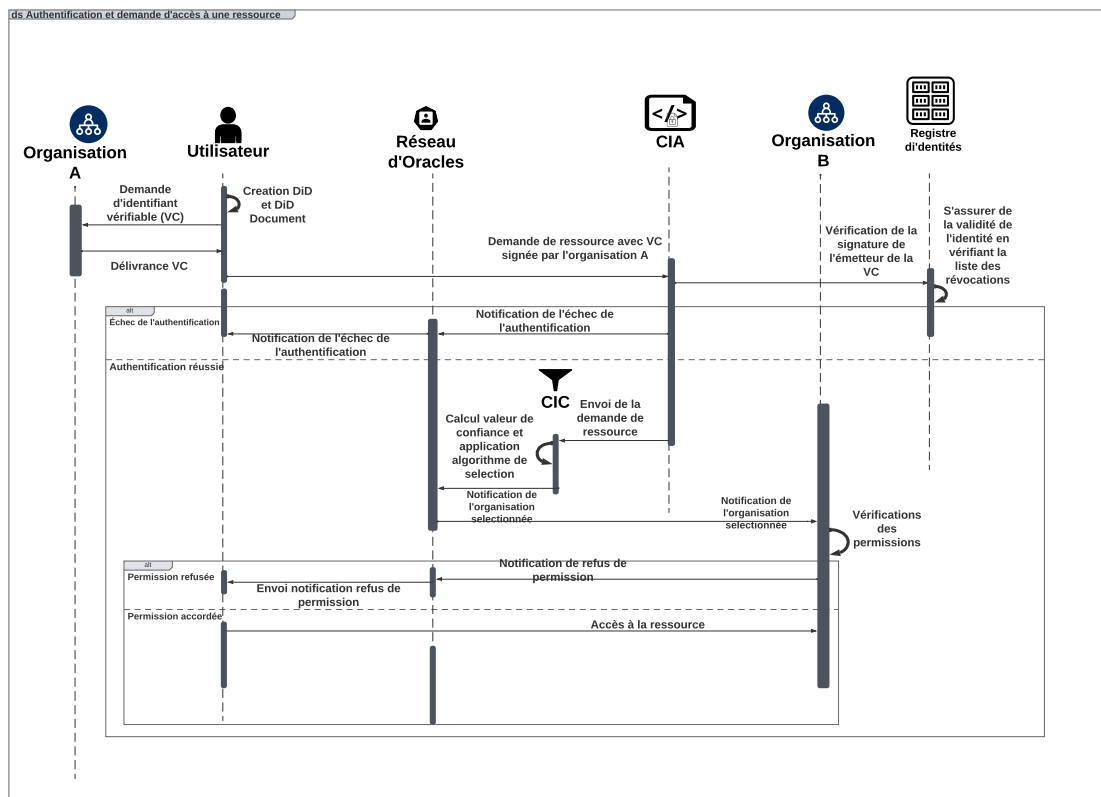 ds Authentification et demande d'accès à une ressource
Organisation
A
Utilisateur
Réseau
d'Oracles
CIA
Organisation
B
Registre
di'dentités
Demande
d'identifiant
vérifiable (VC)
Creation DiD
et DiD
Document
Délivrance VC
Demande de ressource avec VC
signée par l'organisation A
Vérification de la
signature de
l'émetteur de la
VC
S'assurer de
la validité de
l'identité en
vérifiant la
liste des
révocations
alt
Échec de l'authentification
Notification de l'échec de
l'authentification
Notification de l'échec de
l'authentification
Authentification réussie
CIC
Envoi de la
demande de
ressource
Calcul valeur de
confiance et
application
algorithme de
selection
Notification de
l'organisation
selectionnée
Notification de
l'organisation
selectionnée
Vérifications
des
permissions
alt
Permission refusée
Notification de refus de
permission
Envoi notification refus de
permission
Permission accordée
Accès à la ressource